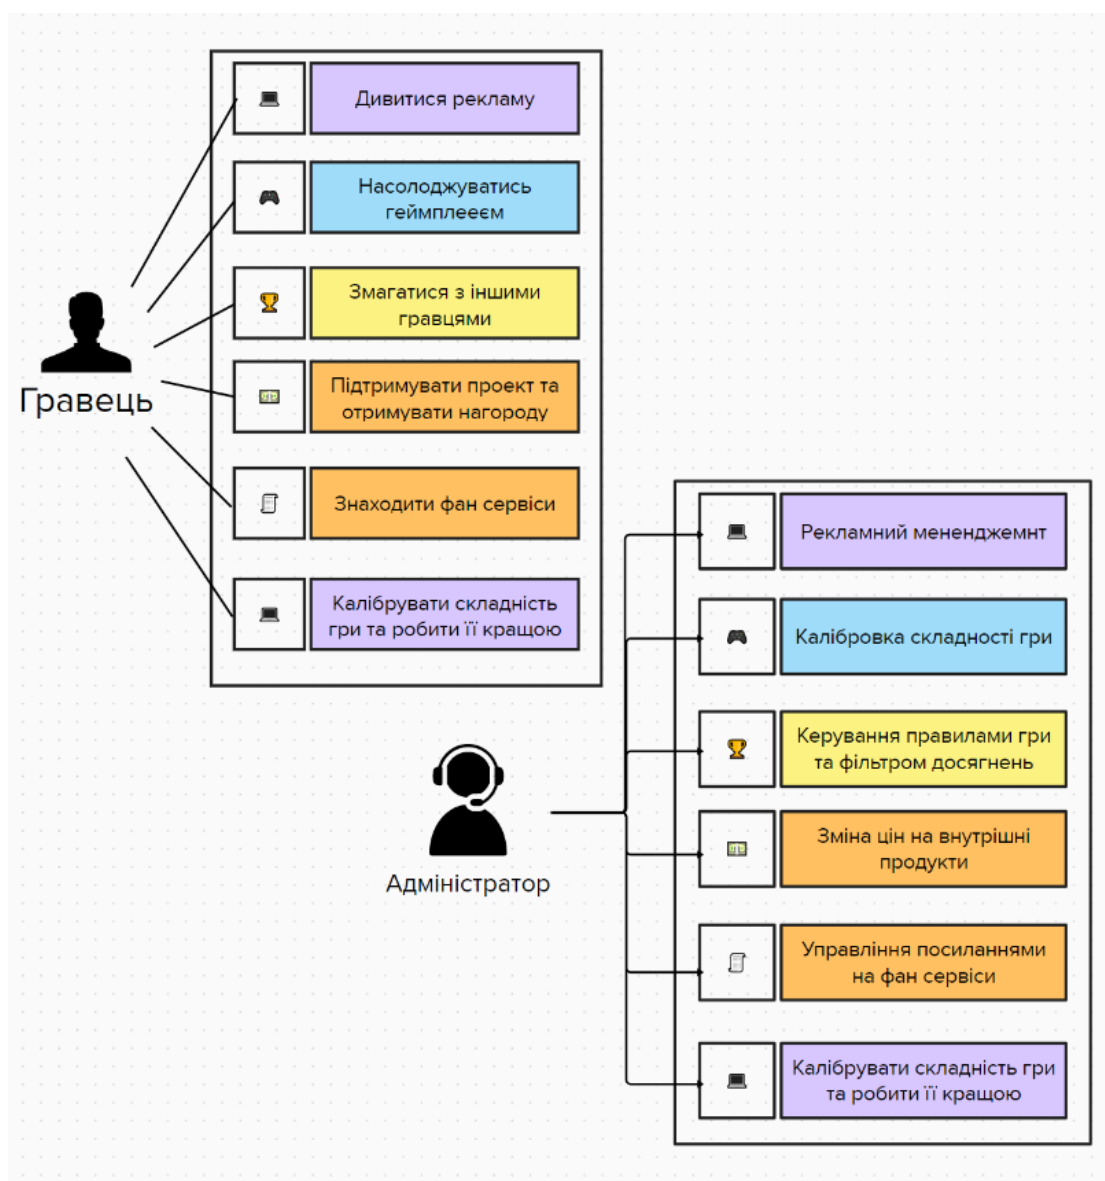 Дивитися рекламу
Насолоджуватись
геймплееєм
Змагатися з іншими
гравцями
Підтримувати проект та
отримувати нагороду
Знаходити фан сервіси
Калібрувати складність
гри та робити її кращою
Гравець
Рекламний мененджемнт
Калібровка складності гри
Керування правилами гри
та фільтром досягнень
Зміна цін на внутрішні
продукти
Управління посиланнями
на фан сервіси
Калібрувати складність гри
та робити її кращою
Адміністратор